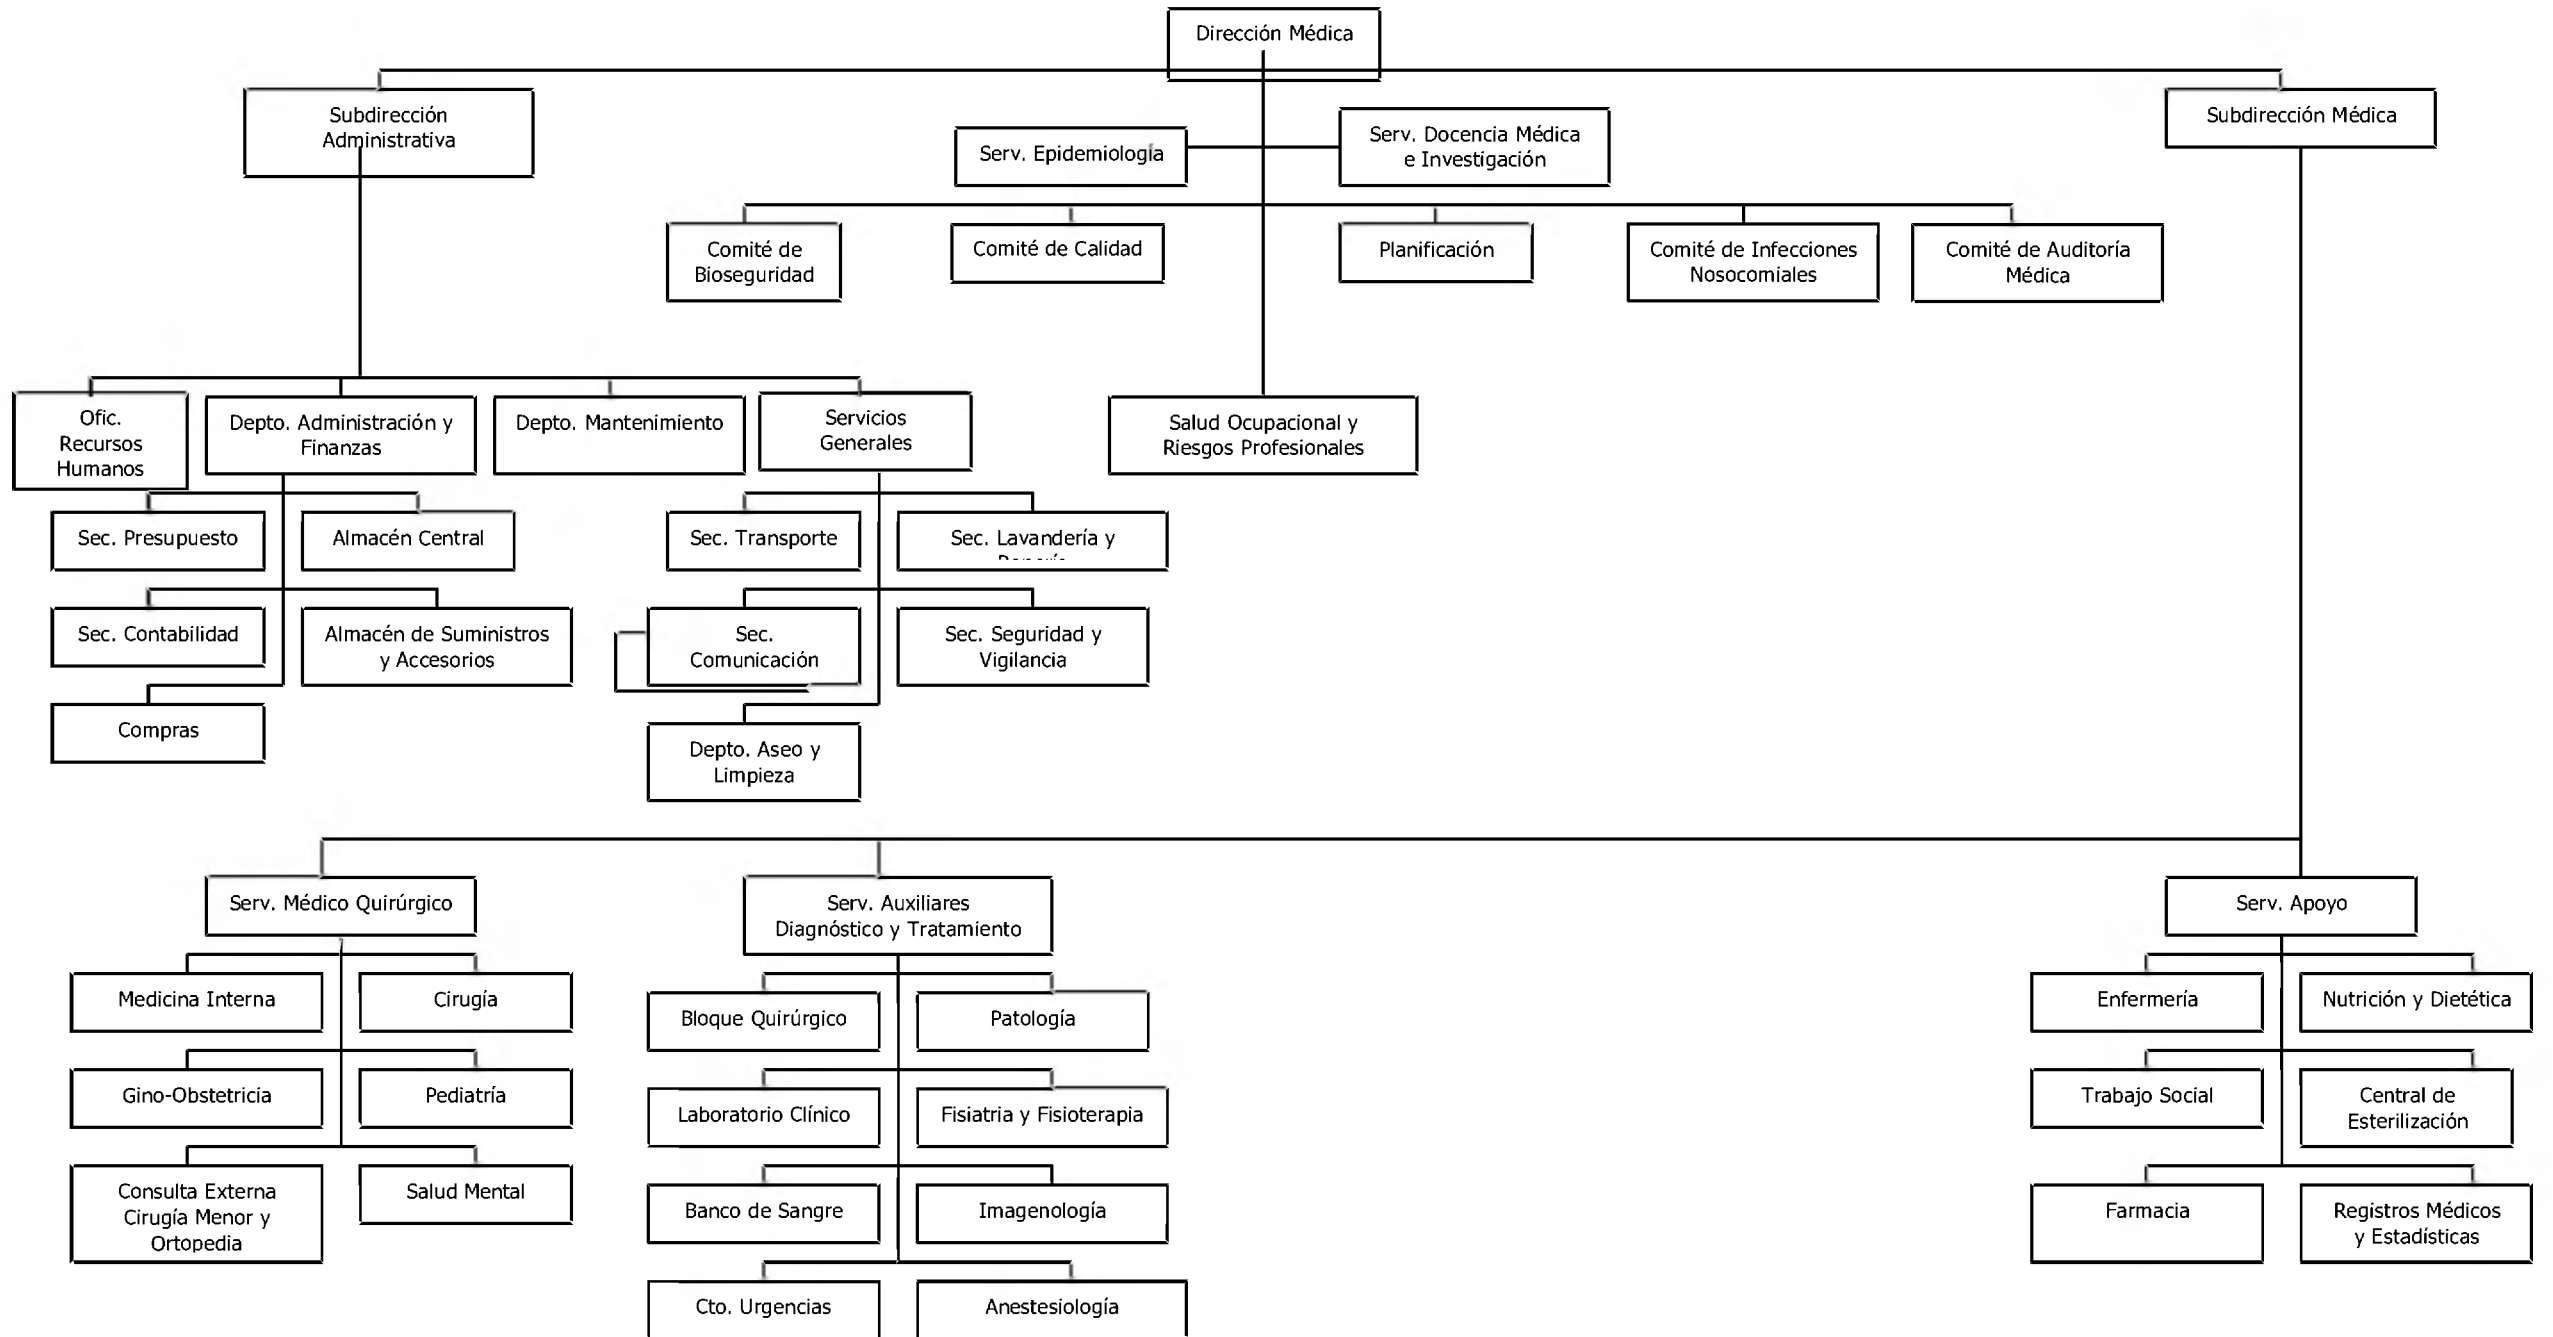 Dirección Médica
Subdirección
Administrativa
Subdirección Médica
Serv. Epidemiología
Serv. Docencia Médica
e Investigación
Comité de
Bioseguridad
Comité de Calidad
Planificación
Comité de Infecciones
Nosocomiales
Comité de Auditoría
Médica
Ofic.
Recursos
Humanos
Depto. Administración y
Finanzas
Depto. Mantenimiento
Servicios
Generales
Salud Ocupacional y
Riesgos Profesionales
Sec. Presupuesto
Almacén Central
Sec. Transporte
Sec. Lavandería y
Sec. Contabilidad
Almacén de Suministros
y Accesorios
Sec.
Comunicación
Sec. Seguridad y
Vigilancia
Compras
Depto. Aseo y
Limpieza
Serv. Médico Quirúrgico
Serv. Auxiliares
Diagnóstico y Tratamiento
Serv. Apoyo
Medicina Interna
Cirugía
Bloque Quirúrgico
Patología
Enfermería
Nutrición y Dietética
Gino-Obstetricia
Pediatría
Laboratorio Clínico
Fisiatria y Fisioterapia
Trabajo Social
Central de
Esterilización
Consulta Externa
Cirugía Menor y
Ortopedia
Salud Mental
Banco de Sangre
Imagenología
Farmacia
Registros Médicos
y Estadísticas
Cto. Urgencias
Anestesiología